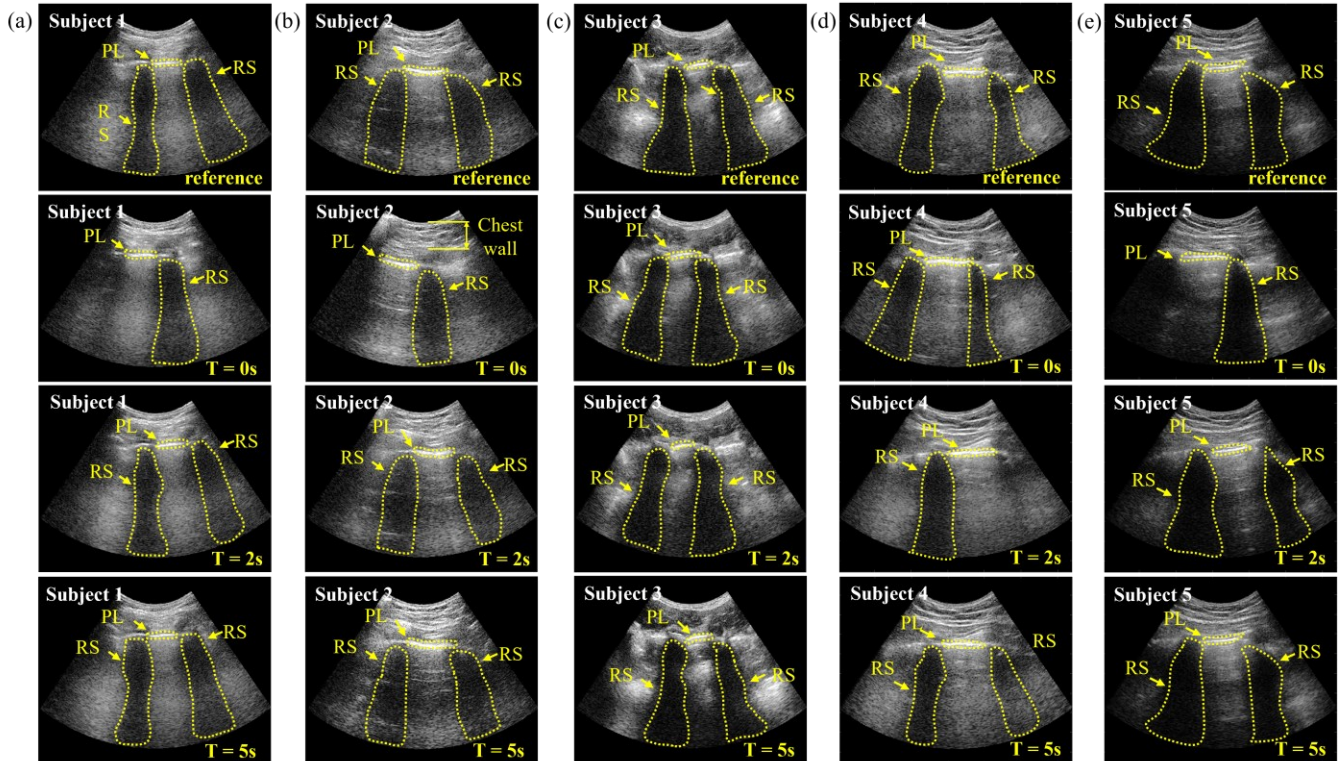 (a)
Subject 1
PL
RS
R
S
reference
(b)
Subject 2
PL
RS
RS
reference
(c)
Subject 3
PL
RS
RS
reference
(d)
Subject 4
PL
RS
RS
reference
(e)
Subject 5
PL
RS
RS
reference
Subject 1
PL
RS
T = 0s
Subject 2
Chest
wall
PL
RS
T = 0s
Subject 3
PL
RS
RS
T = 0s
Subject 4
PL
RS
RS
T = 0s
Subject 5
PL
RS
T = 0s
Subject 1
PL
RS
RS
T = 2s
Subject 2
PL
RS
RS
T = 2s
Subject 3
PL
RS
RS
T = 2s
Subject 4
PL
RS
T = 2s
Subject 5
PL
RS
RS
T = 2s
Subject 1
PL
RS
RS
T = 5s
Subject 2
PL
RS
RS
T = 5s
Subject 3
PL
RS
RS
T = 5s
Subject 4
PL
RS
RS
T = 5s
Subject 5
PL
RS
RS
T = 5s